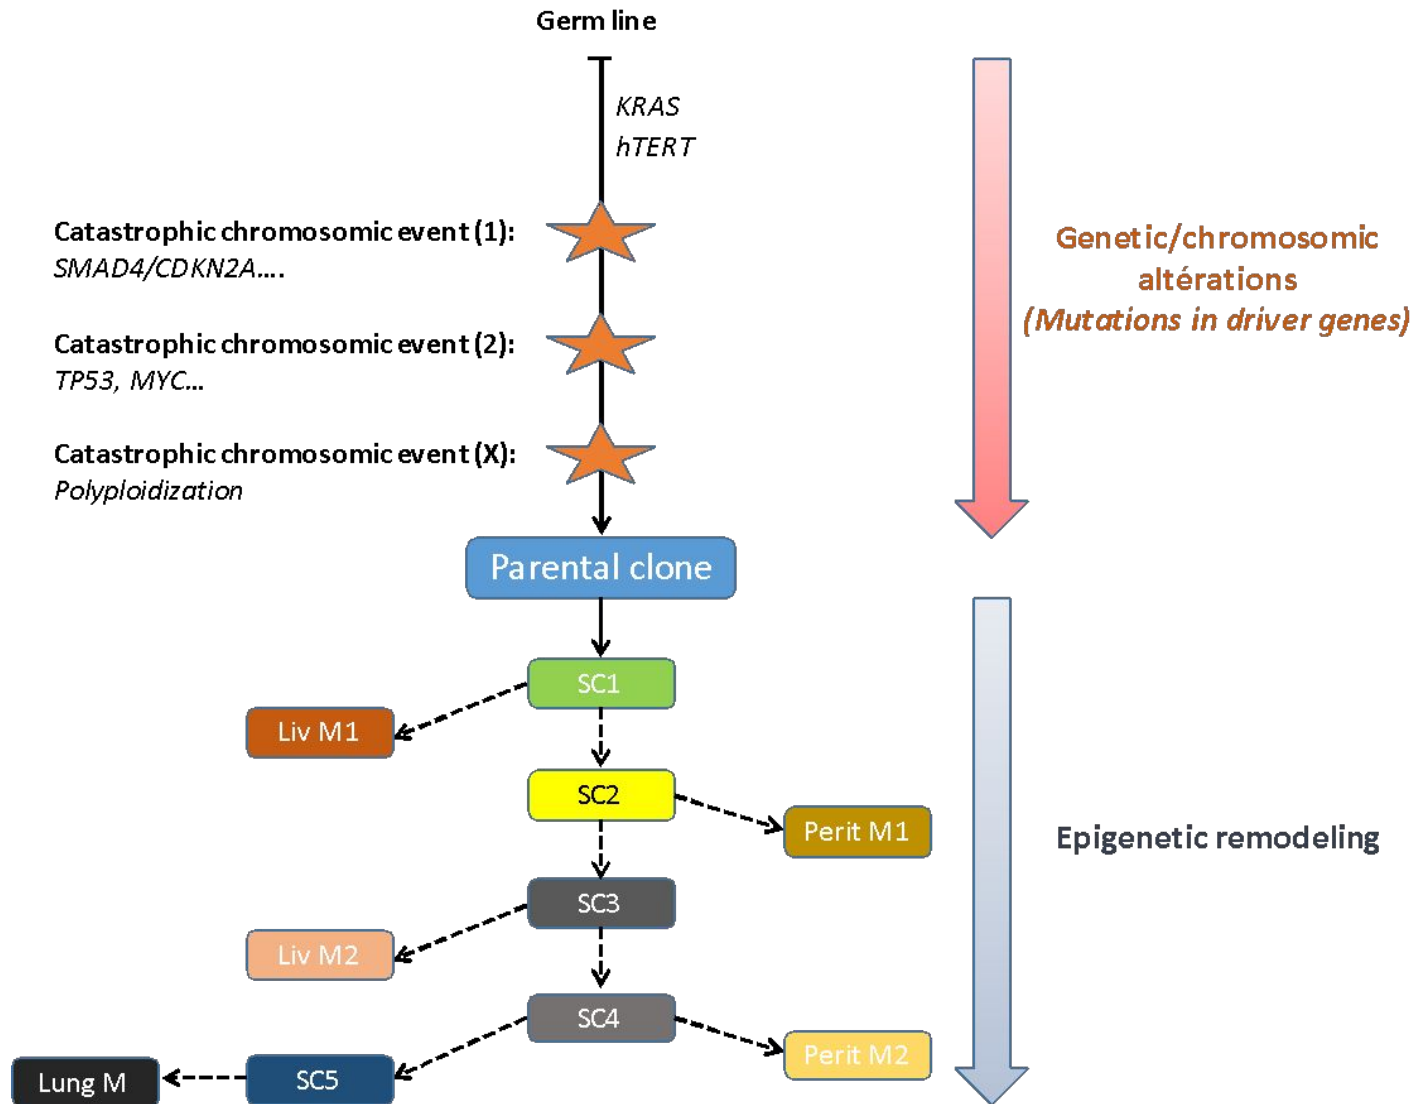 Germ line
KRAS
hTERT
Catastrophic chromosomic event (1):
SMAD4/CDKN2A....
Catastrophic chromosomic event (2):
TP53, MYC...
Catastrophic chromosomic event (X):
Polyploidization
Genetic/chromosomic
altérations
(Mutations in driver genes)
Parental clone
SC1
Liv M1
SC2
Perit M1
Epigenetic remodeling
SC3
Liv M2
SC4
Perit M2
SC5
Lung M